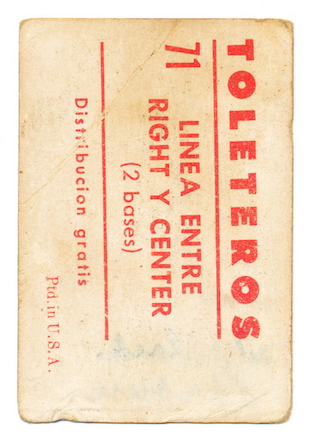 TOLETEROS
71 LINEA ENTRE
RIGHT Y CENTER
(2 bases)
Distribucion gratis
Ptd. in U.S.A.